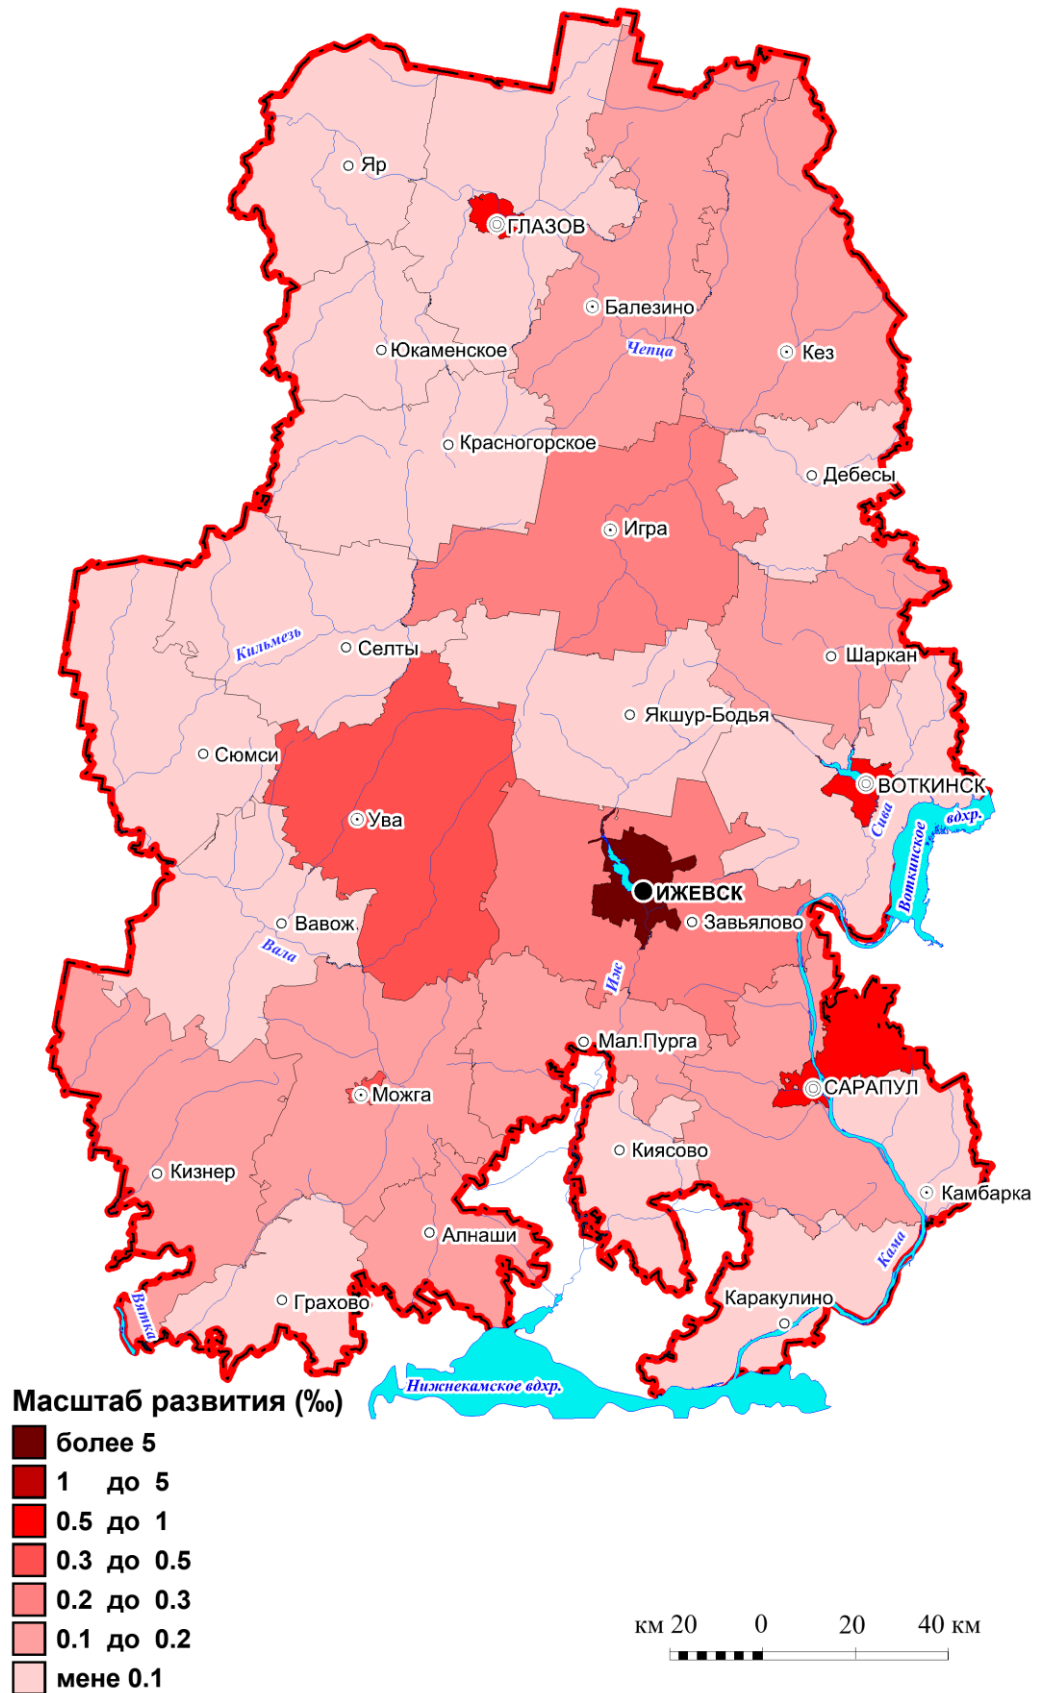 Яр
ГЛАЗОВ
Балезино
Чепца
Юкаменское
Кез
Красногорское
Дебесы
Игра
Кильмезь
Селты
Шаркан
Якшур-Бодья
Сюмси
ВОТКИНСК
Сива
Воткинское
вдхр.
Ува
ИЖЕВСК
Вавож
Завьялово
Вала
Иж
Мал.Пурга
Можга
САРАПУЛ
Киясово
Кизнер
Камбарка
Алнаши
Кама
Грахово
Вятка
Каракулино
Нижнекамское вдхр.
Масштаб развития (‰)
более 5
1 до 5
0.5 до 1
0.3 до 0.5
0.2 до 0.3
0.1 до 0.2
мене 0.1
км 20 0 20 40 км